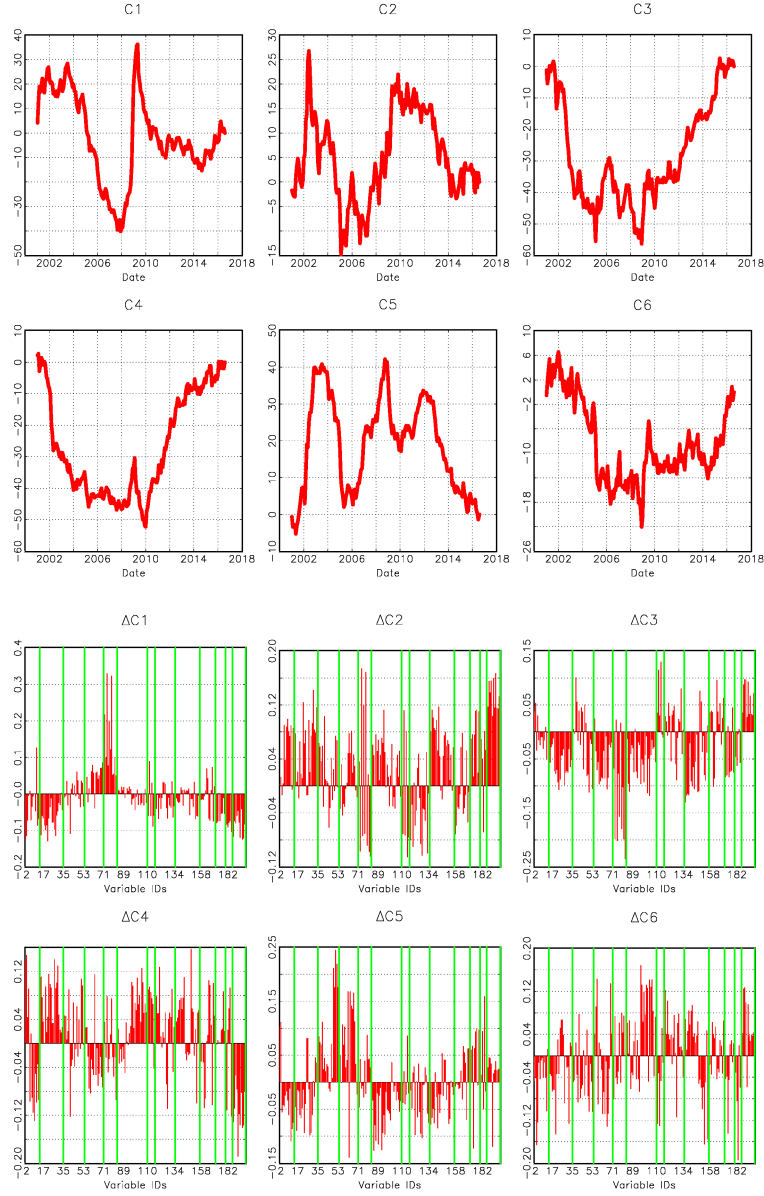 C1
40
30
20
10
0
-10
-30
-50
2002 2006 2010 2014 2018
Date
C2
30
25
20
15
10
5
0
-5
-15
2002 2006 2010 2014 2018
Date
C3
10
0
-10
-20
-30
-40
-50
-60
2002 2006 2010 2014 2018
Date
C4
10
0
-10
-20
-30
-40
-50
-60
2002 2006 2010 2014 2018
Date
C5
50
40
30
20
10
0
-10
2002 2006 2010 2014 2018
Date
C6
10
6
2
-2
-10
-18
-26
2002 2006 2010 2014 2018
Date
ΔC1
0.4
0.3
0.2
0.1
-0.0
-0.1
-0.2
2 17 35 53 71 89 110 134 158 182
Variable IDs
ΔC2
0.20
0.12
0.04
-0.04
-0.12
2 17 35 53 71 89 110 134 158 182
Variable IDs
ΔC3
0.15
0.05
-0.05
-0.15
-0.25
2 17 35 53 71 89 110 134 158 182
Variable IDs
ΔC4
0.12
0.04
-0.04
-0.12
-0.20
2 17 35 53 71 89 110 134 158 182
Variable IDs
ΔC5
0.25
0.15
0.05
-0.05
-0.15
2 17 35 53 71 89 110 134 158 182
Variable IDs
ΔC6
0.20
0.12
0.04
-0.04
-0.12
-0.20
2 17 35 53 71 89 110 134 158 182
Variable IDs